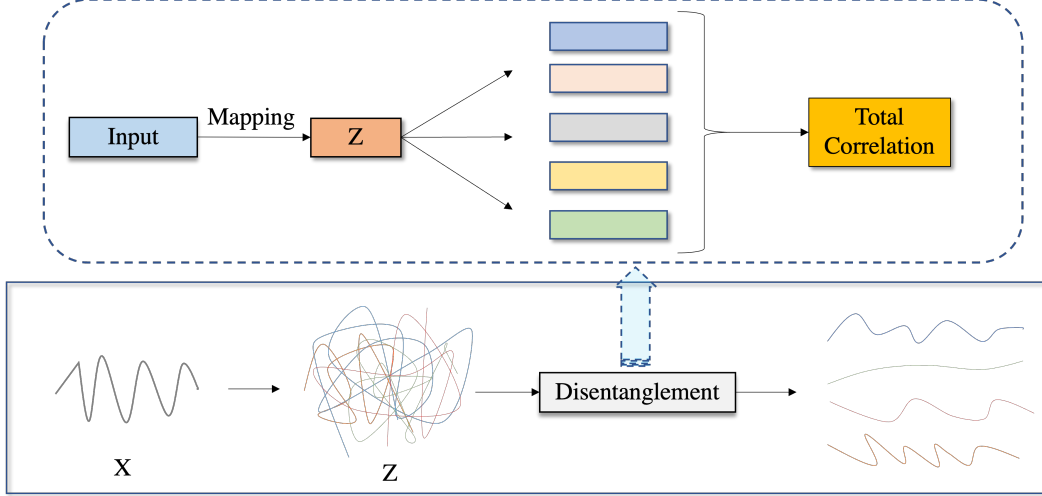 Input
Mapping
Z
Total
Correlation
X
Z
Disentanglement